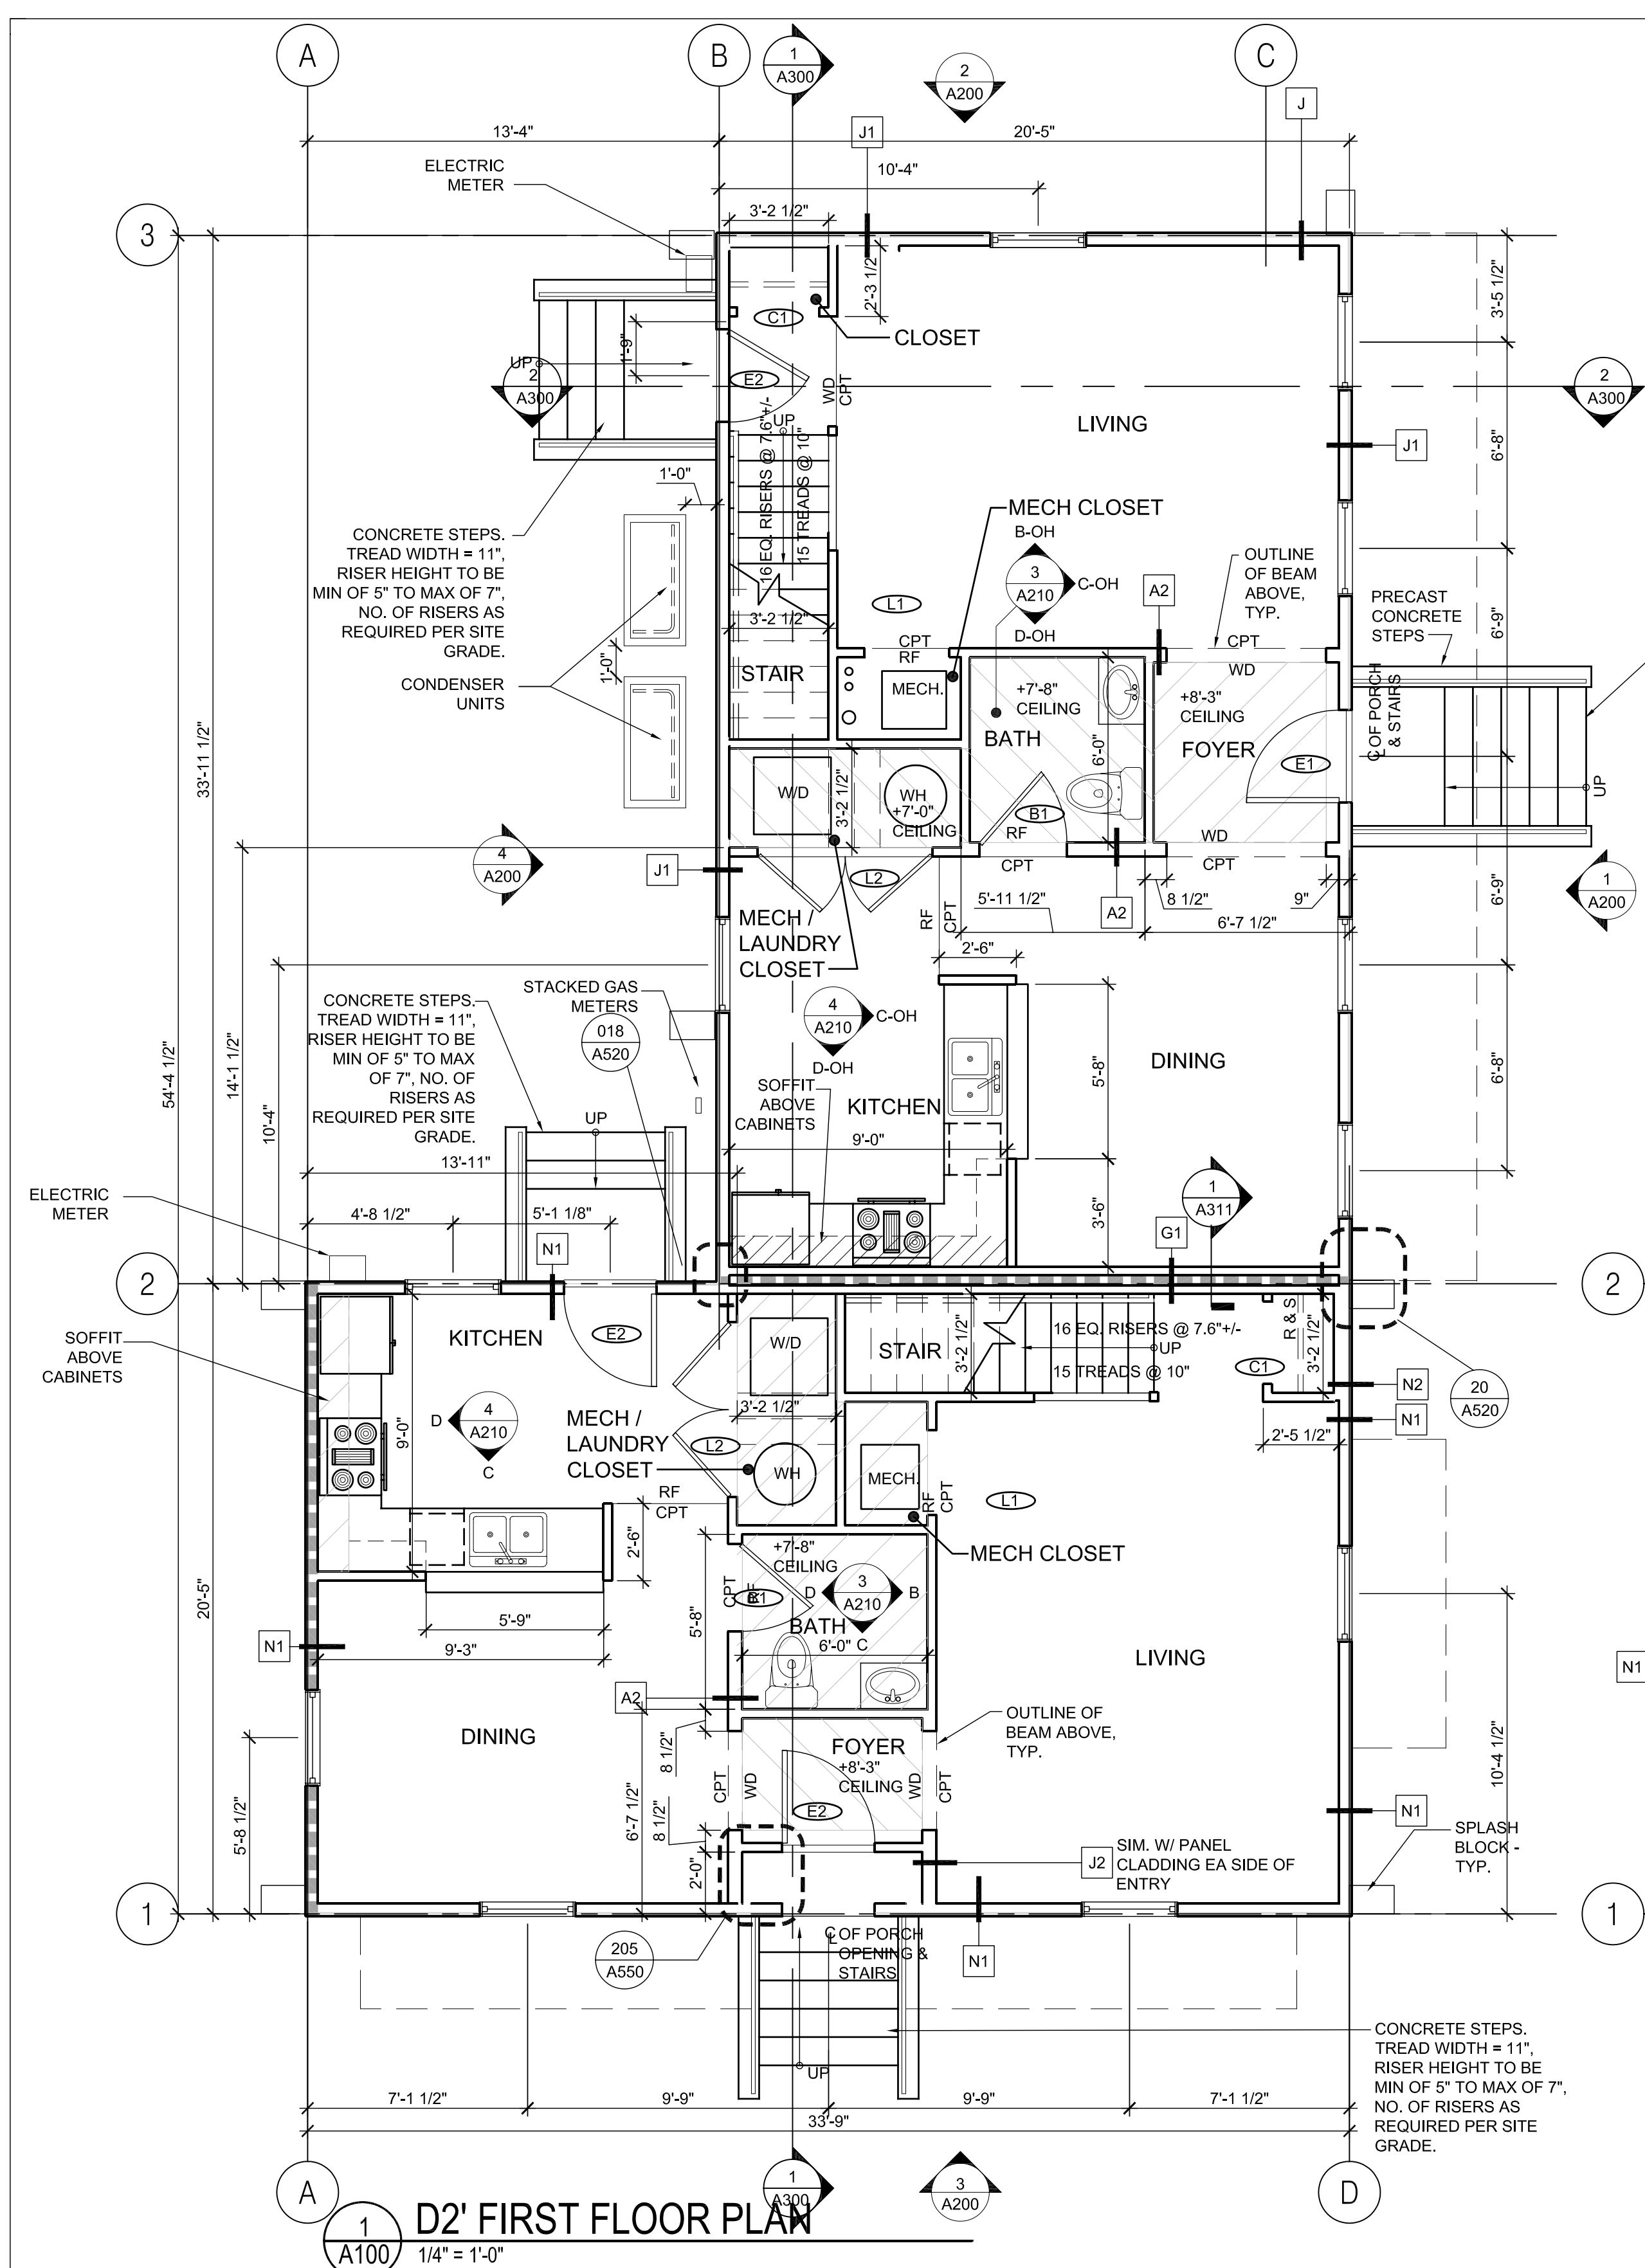 A
B
C
1
A300
2
A200
J
J1
13'-4"
20'-5"
ELECTRIC
METER
10'-4"
3'-2 1/2"
3
2'-3 1/2"
3'-5 1/2"
C1
CLOSET
1'-9"
UP
2
A300
E2
WD
CPT
2
A300
LIVING
UP
16 EQ. RISERS @ 7.6"+/-
15 TREADS @ 10"
6'-8"
J1
1'-0"
MECH CLOSET
B-OH
CONCRETE STEPS.
TREAD WIDTH = 11",
RISER HEIGHT TO BE
MIN OF 5" TO MAX OF 7",
NO. OF RISERS AS
REQUIRED PER SITE
GRADE.
3
A210
C-OH
D-OH
A2
OUTLINE
OF BEAM
ABOVE,
TYP.
PRECAST
CONCRETE
STEPS
L1
3'-2 1/2"
CPT
RF
CPT
WD
6'-9"
1'-0"
CONDENSER
UNITS
STAIR
MECH.
+7'-8"
CEILING
BATH
6'-0"
+8'-3"
CEILING
FOYER
E1
CL OF PORCH
& STAIRS
UP
33'-11 1/2"
W/D
3'-2 1/2"
WH
+7'-0"
CEILING
B1
RF
CPT
WD
CPT
4
A200
J1
L2
A2
8 1/2"
9"
1
A200
5'-11 1/2"
6'-7 1/2"
6'-9"
MECH /
LAUNDRY
CLOSET
RF
CPT
2'-6"
STACKED GAS
METERS
018
A520
CONCRETE STEPS.
TREAD WIDTH = 11",
RISER HEIGHT TO BE
MIN OF 5" TO MAX
OF 7", NO. OF
RISERS AS
REQUIRED PER SITE
GRADE.
4
A210
C-OH
D-OH
54'-4 1/2"
14'-1 1/2"
10'-4"
DINING
5'-8"
6'-8"
SOFFIT
ABOVE
CABINETS
KITCHEN
9'-0"
UP
13'-11"
ELECTRIC
METER
4'-8 1/2"
5'-1 1/8"
N1
3'-6"
1
A311
G1
2
2
SOFFIT
ABOVE
CABINETS
KITCHEN
E2
W/D
STAIR
3'-2 1/2"
16 EQ. RISERS @ 7.6"+/-
UP
15 TREADS @ 10"
R & S
3'-2 1/2"
C1
N2
20
A520
N1
2'-5 1/2"
D
4
A210
C
9'-0"
MECH /
LAUNDRY
CLOSET
3'-2 1/2"
L2
WH
MECH.
RF
CPT
L1
RF
CPT
2'-6"
MECH CLOSET
+7'-8"
CEILING
CPT
RF
D
3
A210
B
BATH
6'-0"
C
5'-8"
20'-5"
5'-9"
9'-3"
N1
LIVING
N1
10'-4 1/2"
A2
OUTLINE OF
BEAM ABOVE,
TYP.
DINING
8 1/2"
FOYER
+8'-3"
CEILING
CPT
WD
WD
CPT
E2
6'-7 1/2"
8 1/2"
5'-8 1/2"
2'-0"
N1
J2
SIM. W/ PANEL
CLADDING EA SIDE OF
ENTRY
SPLASH
BLOCK -
TYP.
1
1
205
A550
CL OF PORCH
OPENING &
STAIRS
N1
UP
CONCRETE STEPS.
TREAD WIDTH = 11",
RISER HEIGHT TO BE
MIN OF 5" TO MAX OF 7",
NO. OF RISERS AS
REQUIRED PER SITE
GRADE.
7'-1 1/2"
9'-9"
9'-9"
7'-1 1/2"
33'-9"
A
1
A300
3
A200
D
1
A100
D2' FIRST FLOOR PLAN
1/4" = 1'-0"